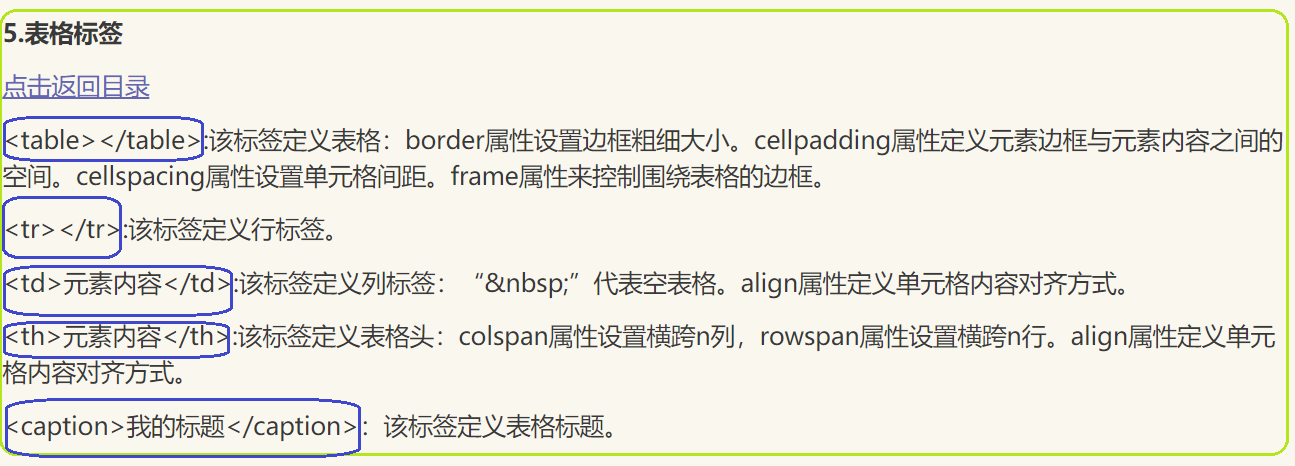 5.表格标签
点击返回目录
<table></table>:该标签定义表格：border属性设置边框粗细大小。cellpadding属性定义元素边框与元素内容之间的
空间。cellspacing属性设置单元格间距。frame属性来控制围绕表格的边框。
<tr></tr>:该标签定义行标签。
<td>元素内容</td>:该标签定义列标签：“&nbsp;”代表空表格。align属性定义单元格内容对齐方式。
<th>元素内容</th>:该标签定义表格头：colspan属性设置横跨n列，rowspan属性设置横跨n行。align属性定义单元
格内容对齐方式。
<caption>我的标题</caption>：该标签定义表格标题。